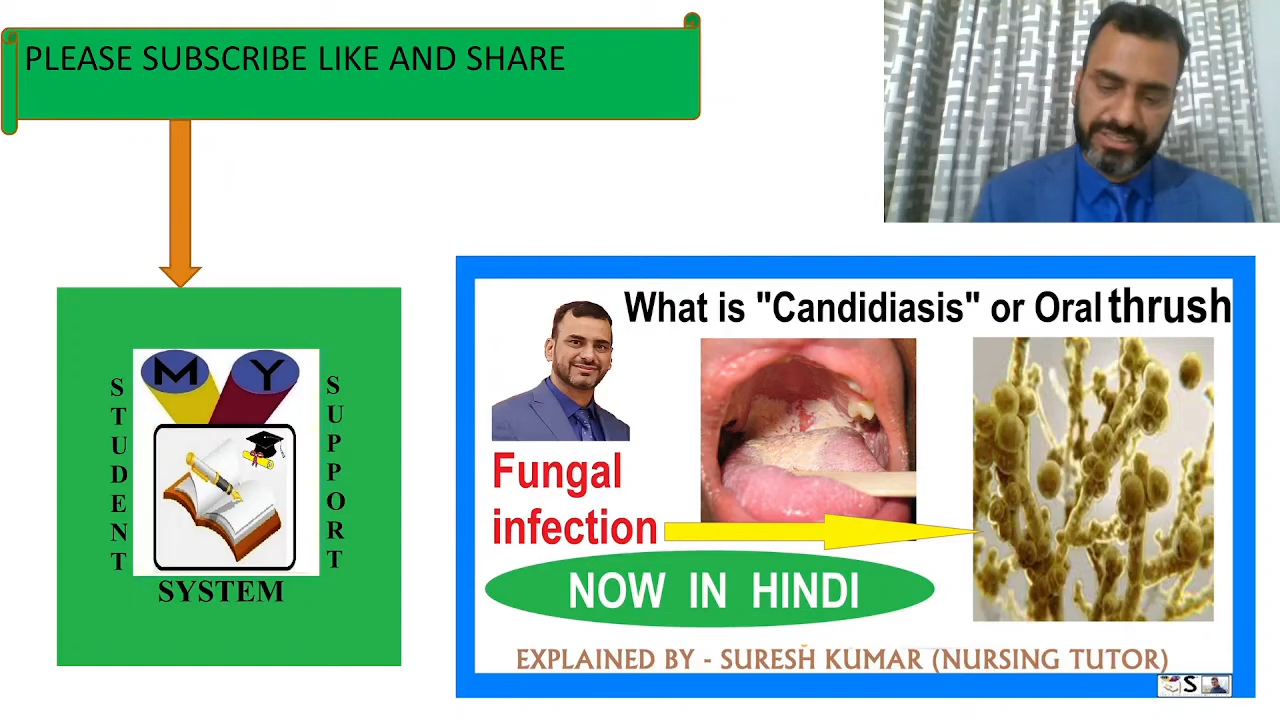 PLEASE SUBSCRIBE LIKE AND SHARE
MY
STUDENT
SUPPORT
SYSTEM
What is "Candidiasis" or Oral thrush
Fungal
infection
NOW IN HINDI
EXPLAINED BY - SURESH KUMAR (NURSING TUTOR)
S